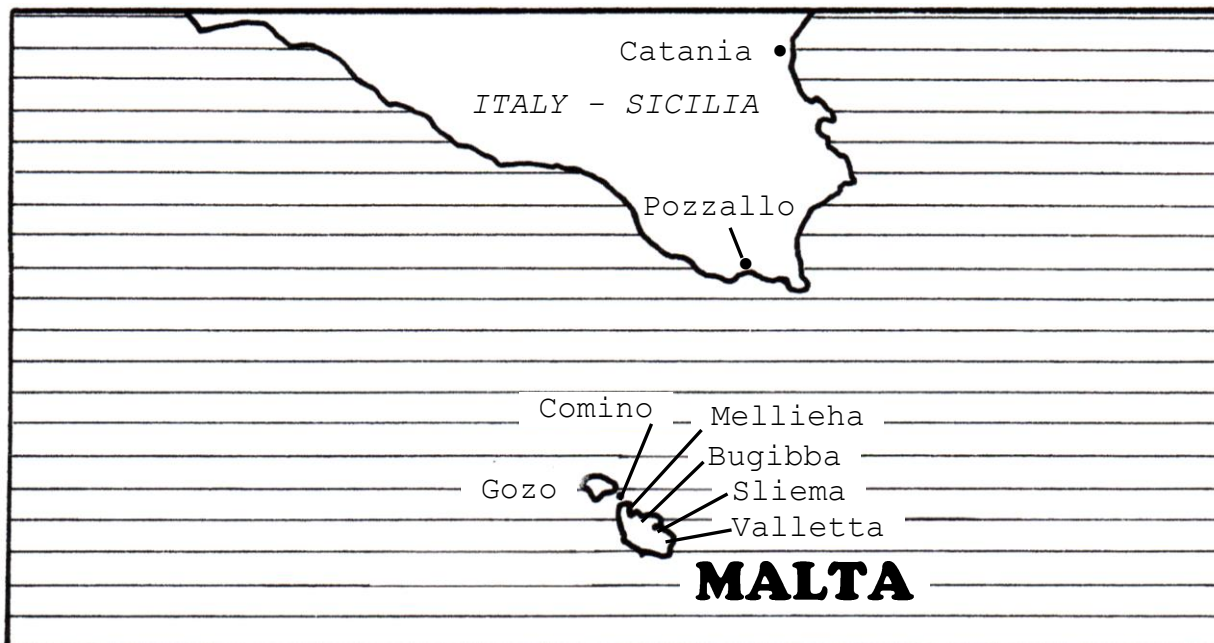 Catania
ITALY - SICILIA
Pozzallo
Comino
Mellieha
Bugibba
Gozo
Sliema
Valletta
MALTA